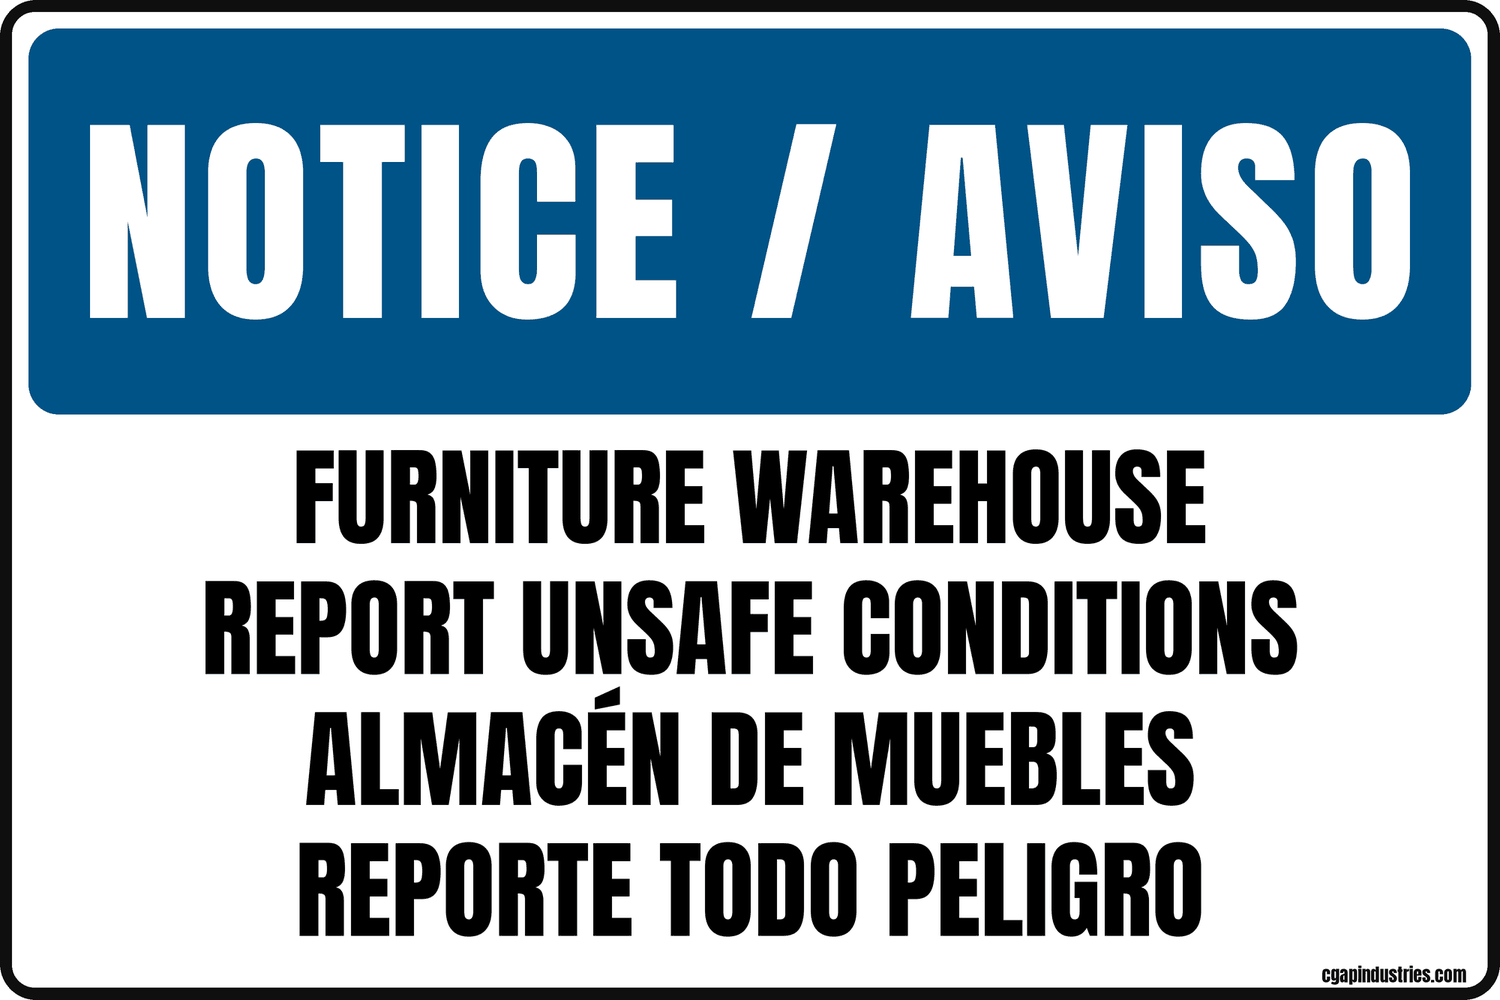 NOTICE / AVISO
FURNITURE WAREHOUSE
REPORT UNSAFE CONDITIONS
ALMACÉN DE MUEBLES
REPORTE TODO PELIGRO
cgapindustries.com